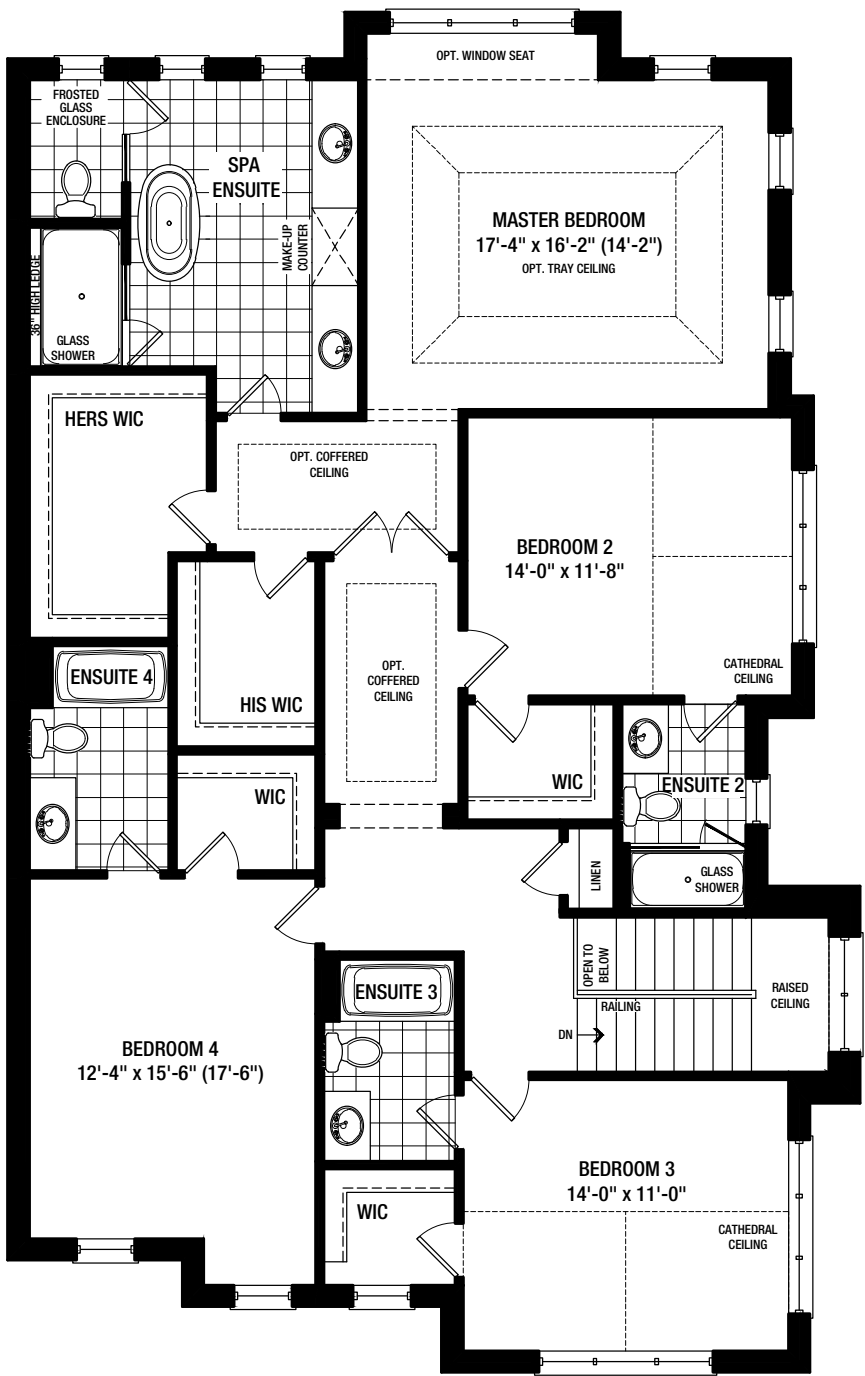 OPT. WINDOW SEAT
FROSTED
GLASS
ENCLOSURE
SPA
ENSUITE
MAKE-UP
COUNTER
MASTER BEDROOM
17'-4" x 16'-2" (14'-2")
OPT. TRAY CEILING
36" HIGH LEDGE
GLASS
SHOWER
HERS WIC
OPT. COFFERED
CEILING
BEDROOM 2
14'-0" x 11'-8"
CATHEDRAL
CEILING
ENSUITE 4
HIS WIC
OPT.
COFFERED
CEILING
WIC
WIC
ENSUITE 2
GLASS
SHOWER
LINEN
OPEN TO
BELOW
RAILING
RAISED
CEILING
DN
ENSUITE 3
BEDROOM 4
12'-4" x 15'-6" (17'-6")
BEDROOM 3
14'-0" x 11'-0"
WIC
CATHEDRAL
CEILING